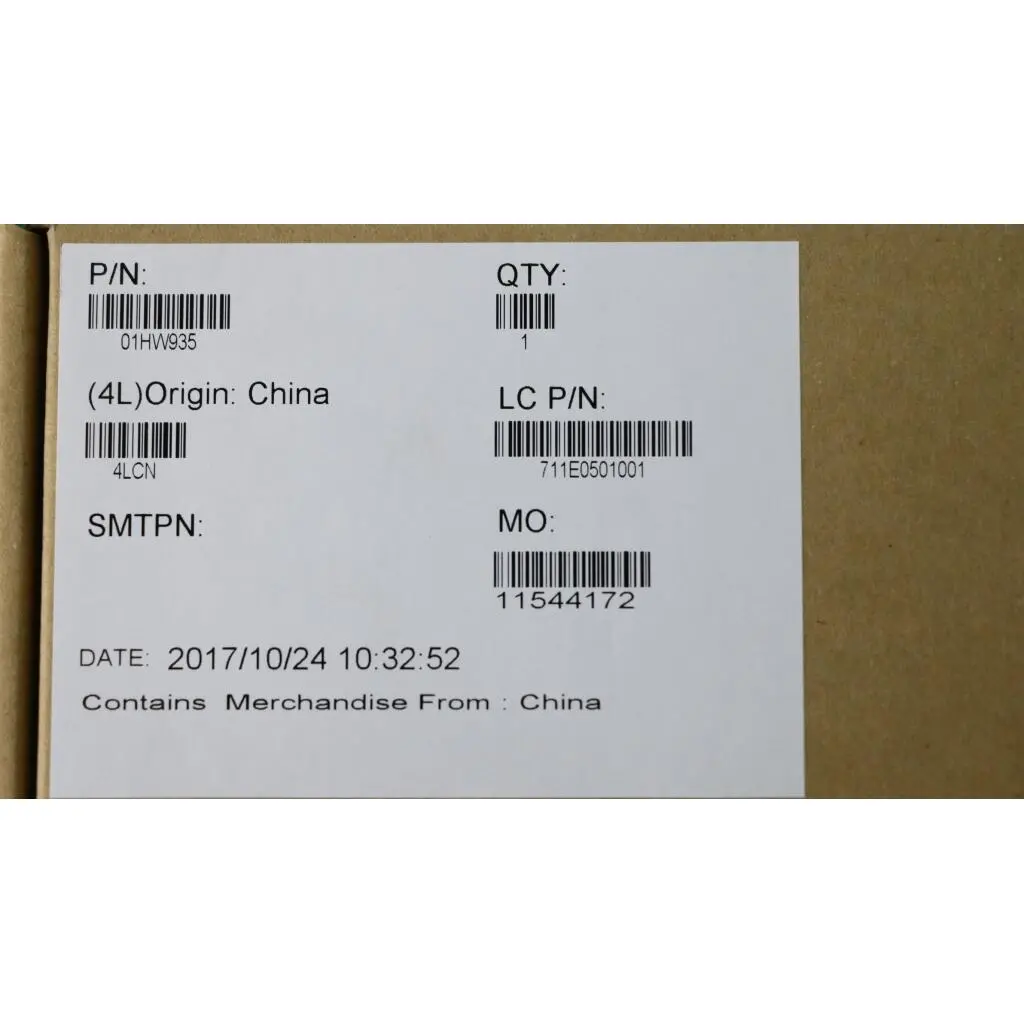 P/N:
01HW935
QTY:
1
(4L)Origin: China
4LCN
LC P/N:
711E0501001
SMTPN:
MO:
11544172
DATE: 2017/10/24 10:32:52
Contains Merchandise From : China